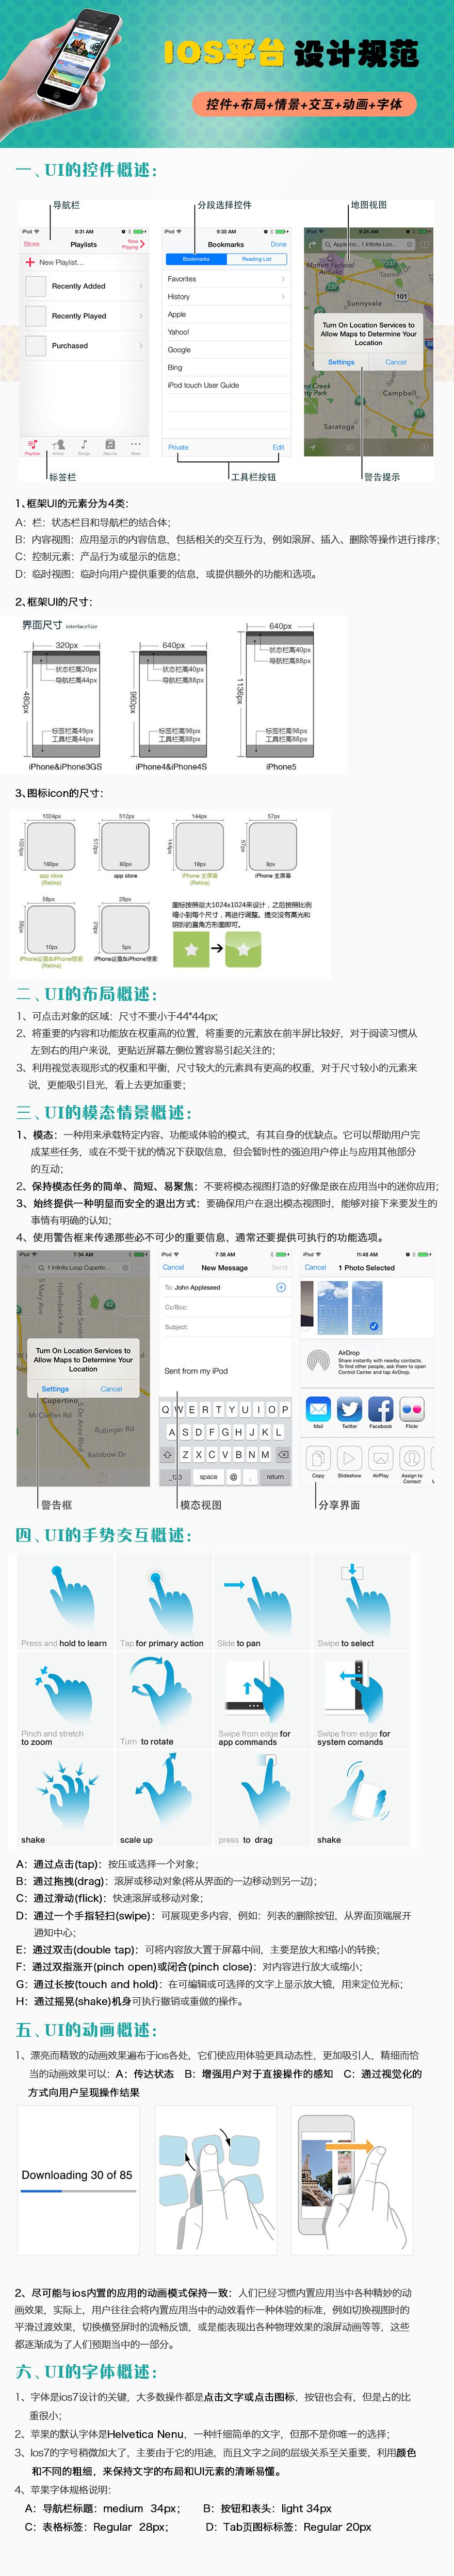 IOS平台 设计规范
控件+布局+情景+交互+动画+字体
一、UI的控件概述：
导航栏
分段选择控件
地图视图
iPod 9:31 AM
Store Playlists Now Playing
New Playlist...
Recently Added
Recently Played
Purchased
Playlists Artists Songs Albums More
iPod 9:30 AM
Bookmarks Done
Bookmarks Reading List
Favorites
History
Apple
Yahoo!
Google
Bing
iPod touch User Guide
Private Edit
iPod 9:24 AM
Apple Inc., 1 Infinite Loo...
Moffett Federal Airfield
237
101
Sunnyvale
Turn On Location Services to
Allow Maps to Determine Your
Location
Settings Cancel
Campbell
Saratoga
17
标签栏
工具栏按钮
警告提示
1、框架UI的元素分为4类：
A：栏：状态栏目和导航栏的结合体；
B：内容视图：应用显示的内容信息，包括相关的交互行为，例如滚屏、插入、删除等操作进行排序；
C：控制元素：产品行为或显示的信息；
D：临时视图：临时向用户提供重要的信息，或提供额外的功能和选项。
2、框架UI的尺寸：
界面尺寸 interfaceSize
320px
状态栏高20px
导航栏高44px
480px
标签栏高49px
工具栏高44px
iPhone&iPhone3GS
640px
状态栏高40px
导航栏高88px
960px
标签栏高98px
工具栏高88px
iPhone4&iPhone4S
640px
状态栏高40px
导航栏高88px
1136px
标签栏高98px
工具栏高88px
iPhone5
3、图标icon的尺寸：
1024px
1024px
160px
app store
(Retina)
512px
512px
80px
app store
144px
144px
18px
iPhone 主屏幕
(Retina)
57px
57px
9px
iPhone 主屏幕
58px
58px
10px
iPhone设置&iPhone搜索
(Retina)
29px
29px
5px
iPhone设置&iPhone搜索
图标按照最大1024x1024来设计，之后按照比例
缩小到每个尺寸，再进行调整。提交没有高光和
阴影的直角方形图即可。
二、UI的布局概述：
1、可点击对象的区域：尺寸不要小于44*44px;
2、将重要的内容和功能放在权重高的位置，将重要的元素放在前半屏比较好，对于阅读习惯从
左到右的用户来说，更贴近屏幕左侧位置容易引起关注的；
3、利用视觉表现形式的权重和平衡，尺寸较大的元素具有更高的权重，对于尺寸较小的元素来
说，更能吸引目光，看上去更加重要；
三、UI的模态情景概述：
1、模态：一种用来承载特定内容、功能或体验的模式，有其自身的优缺点。它可以帮助用户完
成某些任务，或在不受干扰的情况下获取信息，但会暂时性的强迫用户停止与应用其他部分
的互动；
2、保持模态任务的简单、简短、易聚焦：不要将模态视图打造的好像是嵌在应用当中的迷你应用；
3、始终提供一种明显而安全的退出方式：要确保用户在退出模态视图时，能够对接下来要发生的
事情有明确的认知；
4、使用警告框来传递那些必不可少的重要信息，通常还要提供可执行的功能选项。
iPod 7:34 AM
1 Infinite Loop Cupertin...
S Mary Ave
Hollenbeck Ave
Sunnyvale
Turn On Location Services to
Allow Maps to Determine Your
Location
Settings Cancel
Cupertino
McClellan Rd
Bollinger Rd
Rainbow Dr
S De Anza Blvd
iPod 7:38 AM
Cancel New Message Send
To: John Appleseed
Cc/Bcc:
Subject:
Sent from my iPod
Q W E R T Y U I O P
A S D F G H J K L
Z X C V B N M
123 space @ . return
iPod 11:48 AM
Cancel 1 Photo Selected
AirDrop
Share instantly with nearby contacts.
To find other people, ask them to open
Control Center and tap AirDrop.
Mail Twitter Facebook Flickr
Copy Slideshow AirPlay Assign to Contact
警告框
模态视图
分享界面
四、UI的手势交互概述：
Press and hold to learn
Tap for primary action
Slide to pan
Swipe to select
Pinch and stretch
to zoom
Turn to rotate
Swipe from edge for
app commands
Swipe from edge for
system comands
shake
scale up
press to drag
shake
A：通过点击(tap)：按压或选择一个对象；
B：通过拖拽(drag)：滚屏或移动对象(将从界面的一边移动到另一边)；
C：通过滑动(flick)：快速滚屏或移动对象；
D：通过一个手指轻扫(swipe)：可展现更多内容，例如：列表的删除按钮，从界面顶端展开
通知中心；
E：通过双击(double tap)：可将内容放大置于屏幕中间，主要是放大和缩小的转换；
F：通过双指涨开(pinch open)或闭合(pinch close)：对内容进行放大或缩小；
G：通过长按(touch and hold)：在可编辑或可选择的文字上显示放大镜，用来定位光标；
H：通过摇晃(shake)机身可执行撤销或重做的操作。
五、UI的动画概述：
1、漂亮而精致的动画效果遍布于ios各处，它们使应用体验更具动态性，更加吸引人，精细而恰
当的动画效果可以：A：传达状态 B：增强用户对于直接操作的感知 C：通过视觉化的
方式向用户呈现操作结果
Downloading 30 of 85
2、尽可能与ios内置的应用的动画模式保持一致：人们已经习惯内置应用当中各种精妙的动
画效果，实际上，用户往往会将内置应用当中的动效看作一种体验的标准，例如切换视图时的
平滑过渡效果，切换横竖屏时的流畅反馈，或是能表现出各种物理效果的滚屏动画等等，这些
都逐渐成为了人们预期当中的一部分。
六、UI的字体概述：
1、字体是ios7设计的关键，大多数操作都是点击文字或点击图标，按钮也会有，但是占的比
重很小；
2、苹果的默认字体是Helvetica Nenu，一种纤细简单的文字，但那不是你唯一的选择；
3、Ios7的字号稍微加大了，主要由于它的用途，而且文字之间的层级关系至关重要，利用颜色
和不同的粗细，来保持文字的布局和UI元素的清晰易懂。
4、苹果字体规格说明：
A：导航栏标题：medium 34px； B：按钮和表头：light 34px
C：表格标签：Regular 28px； D：Tab页图标标签：Regular 20px